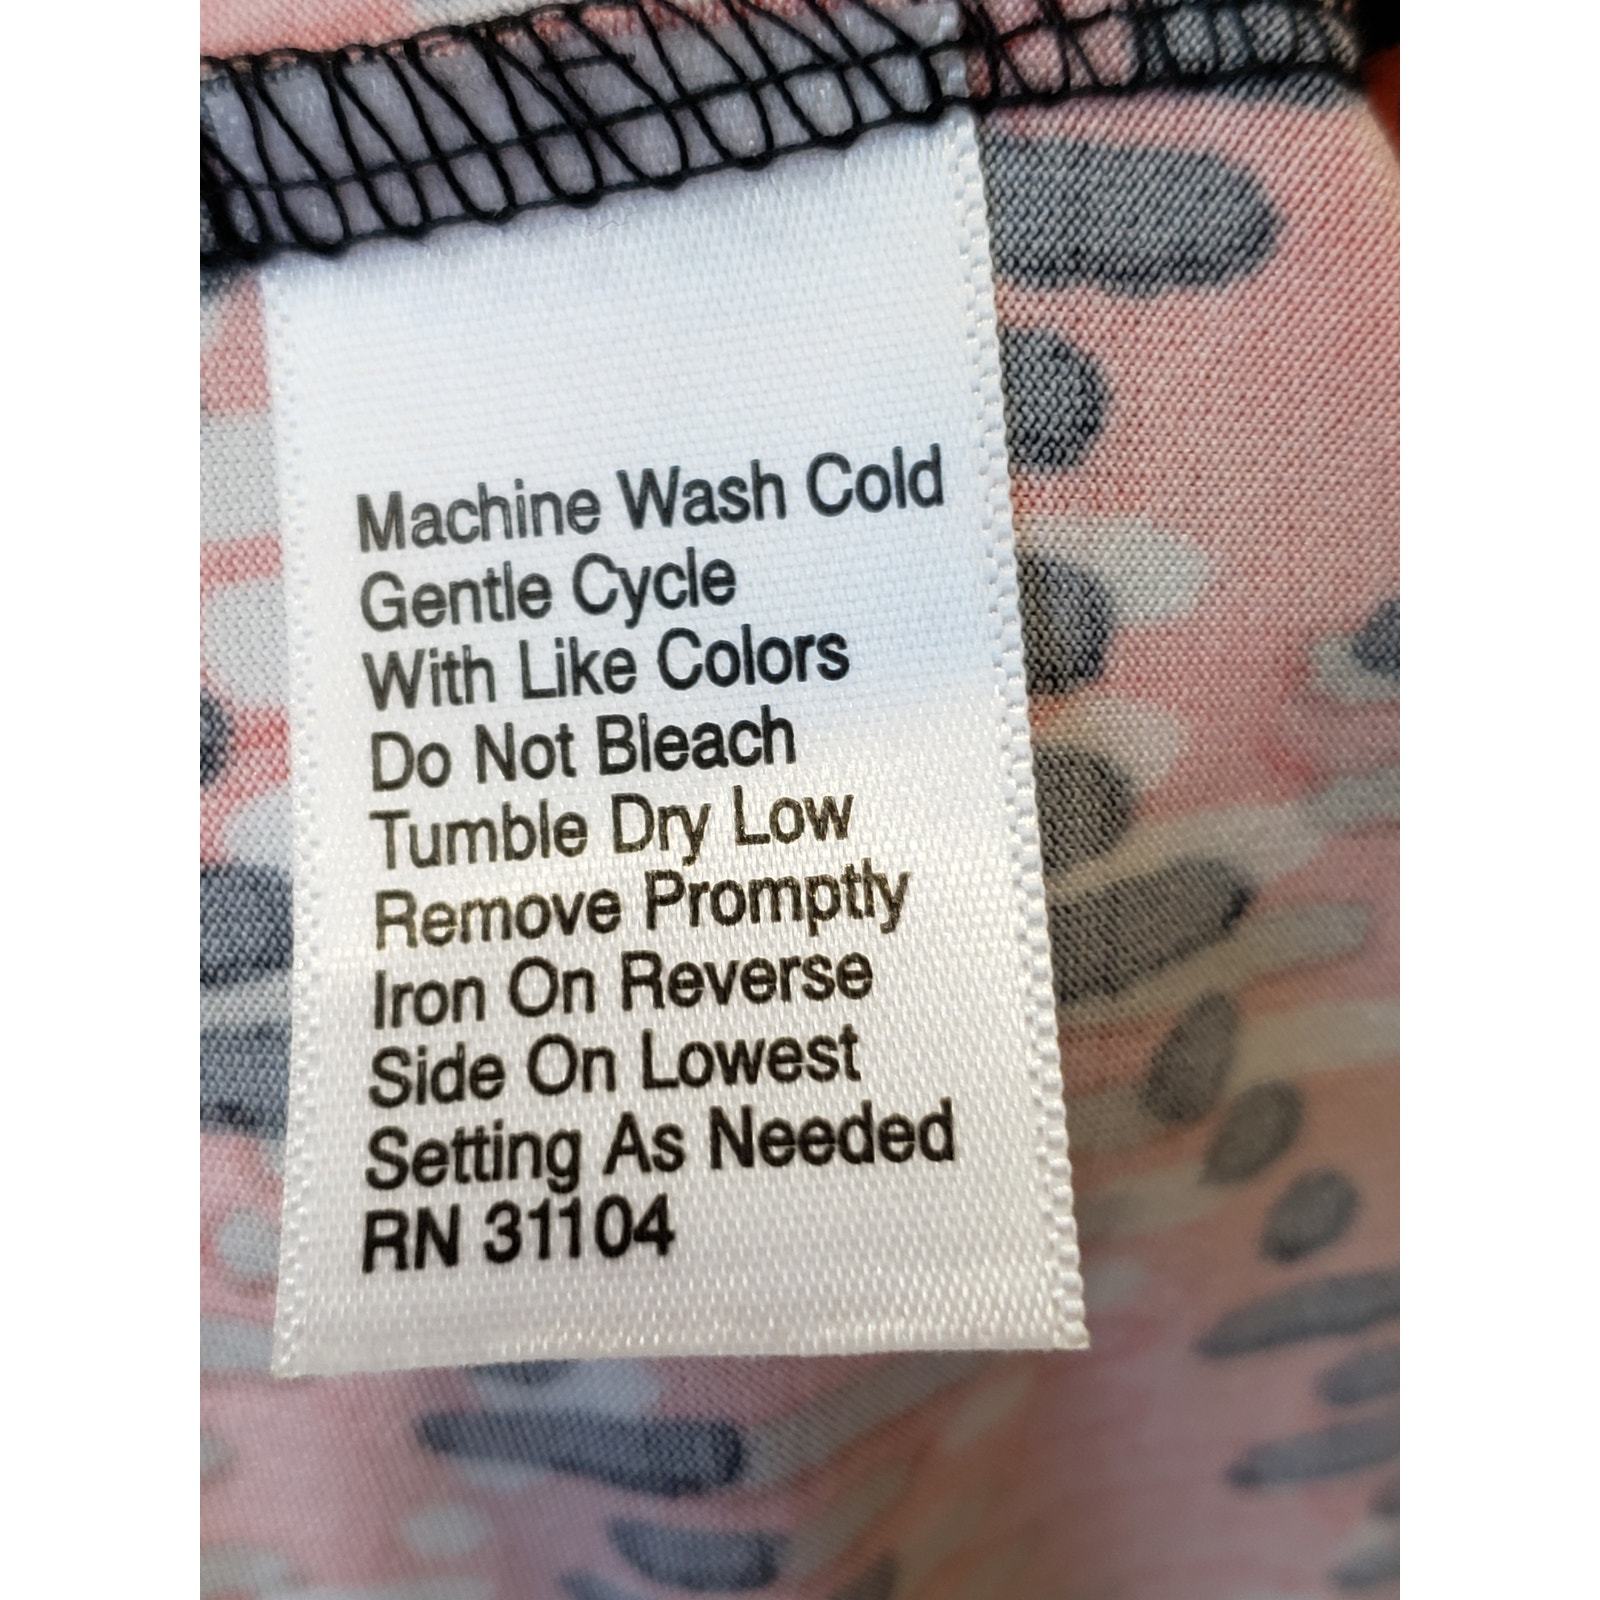 Machine Wash Cold
Gentle Cycle
With Like Colors
Do Not Bleach
Tumble Dry Low
Remove Promptly
Iron On Reverse
Side On Lowest
Setting As Needed
RN 31104